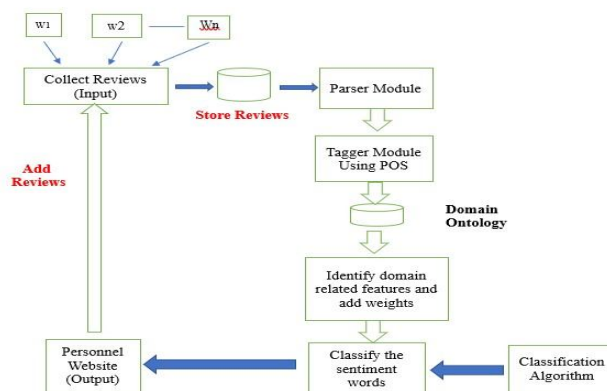 w1
w2
Wn
Collect Reviews
(Input)
Store Reviews
Parser Module
Tagger Module
Using POS
Add
Reviews
Domain
Ontology
Identify domain
related features and
add weights
Personnel
Website
(Output)
Classify the
sentiment
words
Classification
Algorithm